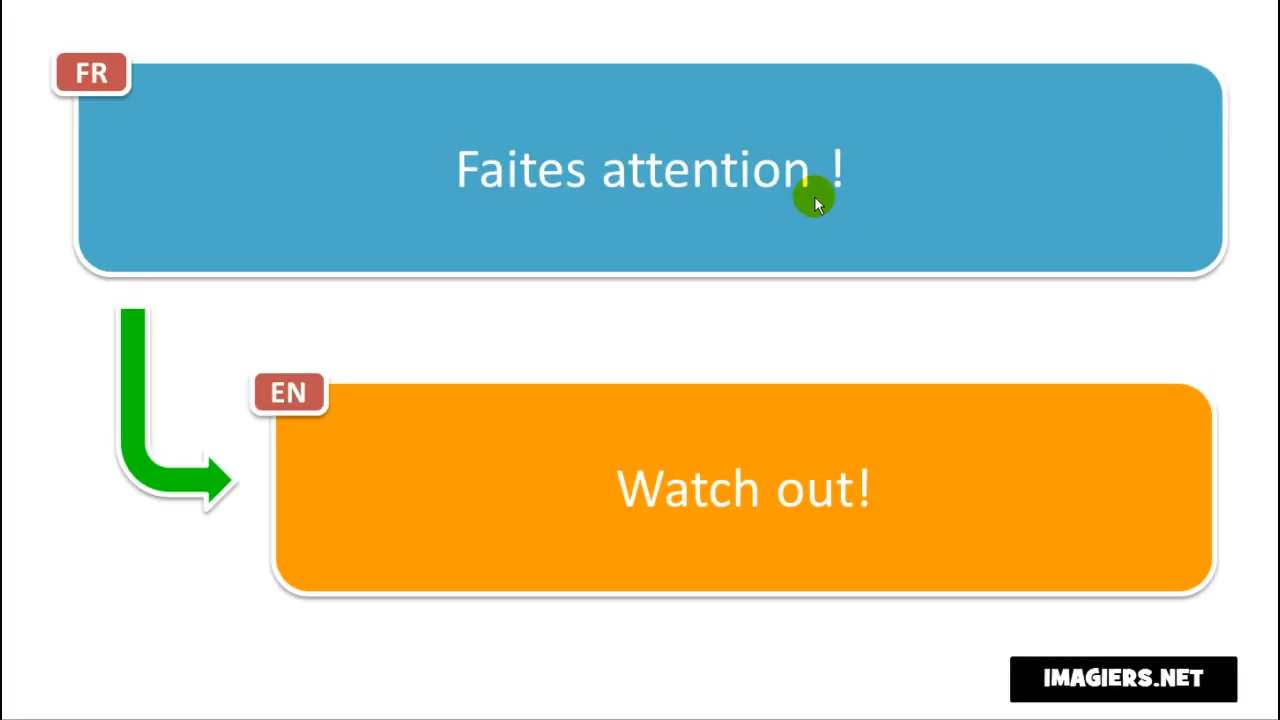 FR
Faites attention !
EN
Watch out!
IMAGIERS.NET